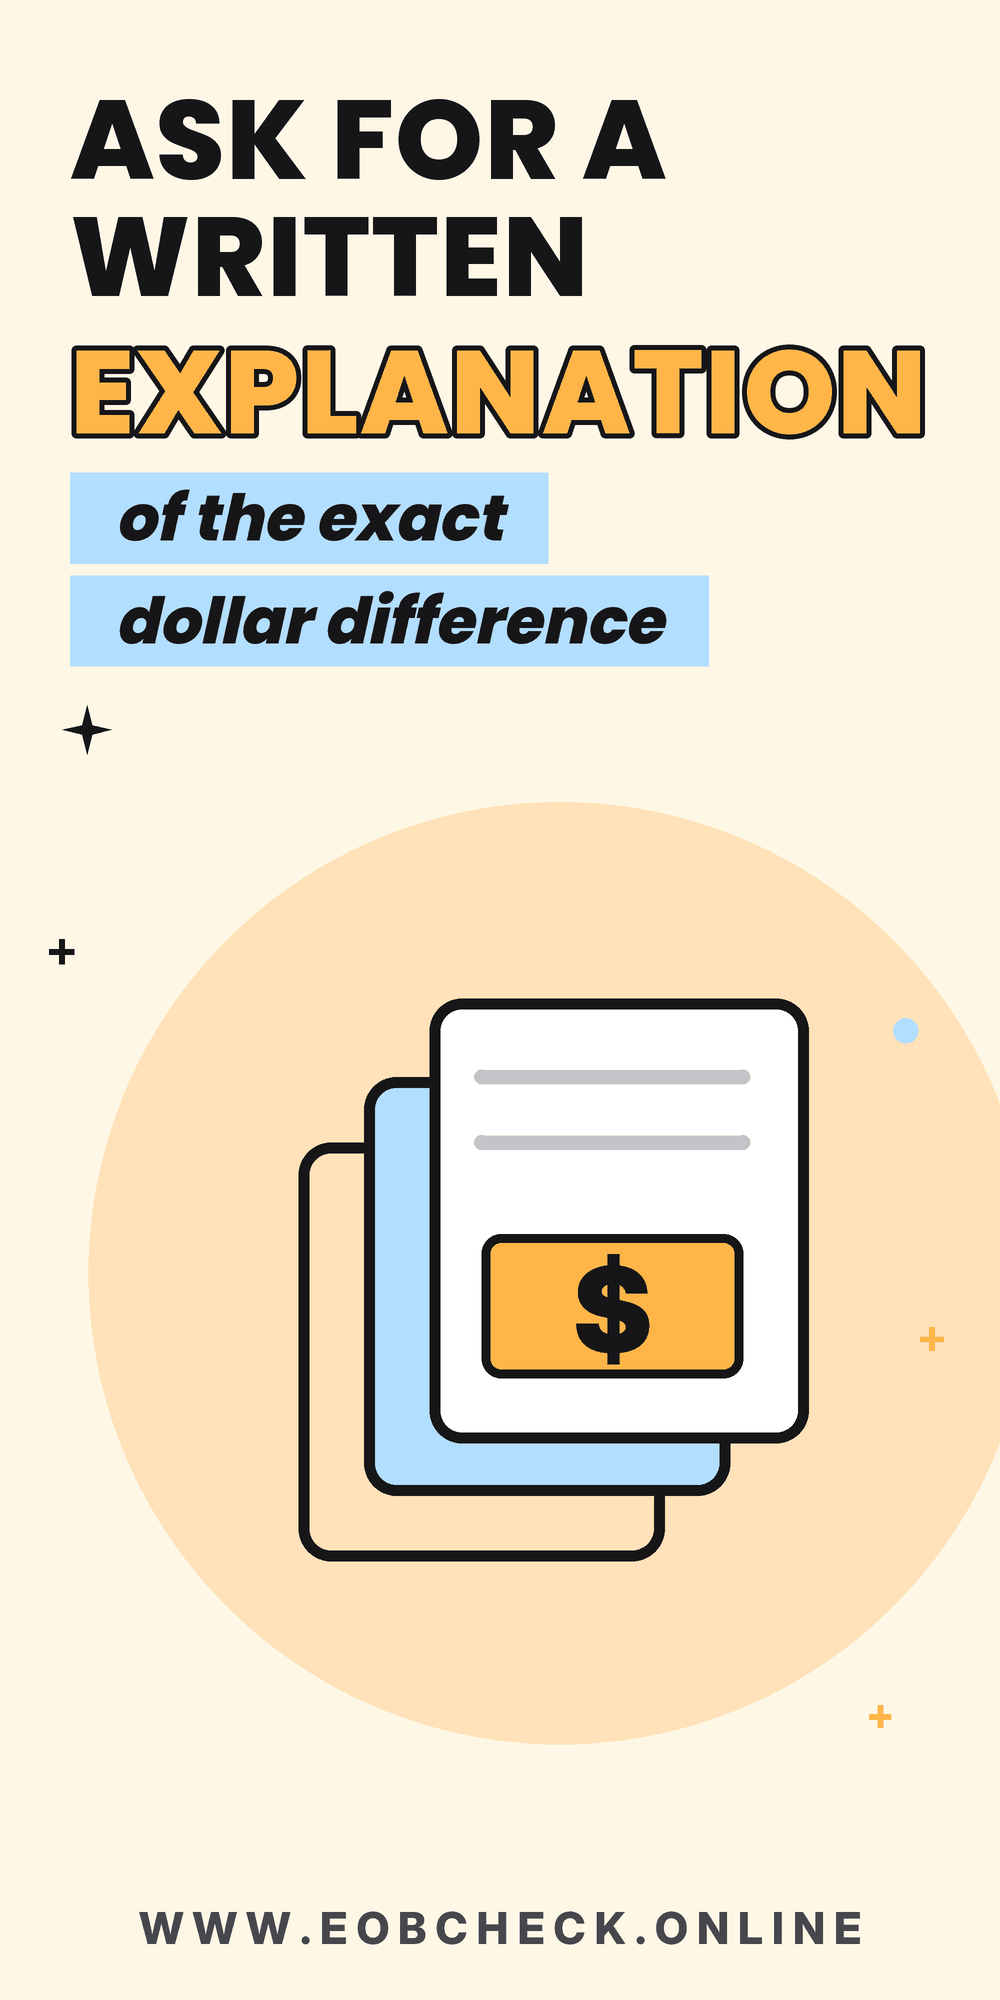 ASK FOR A
WRITTEN
EXPLANATION
of the exact
dollar difference
$
WWW.EOBCHECK.ONLINE